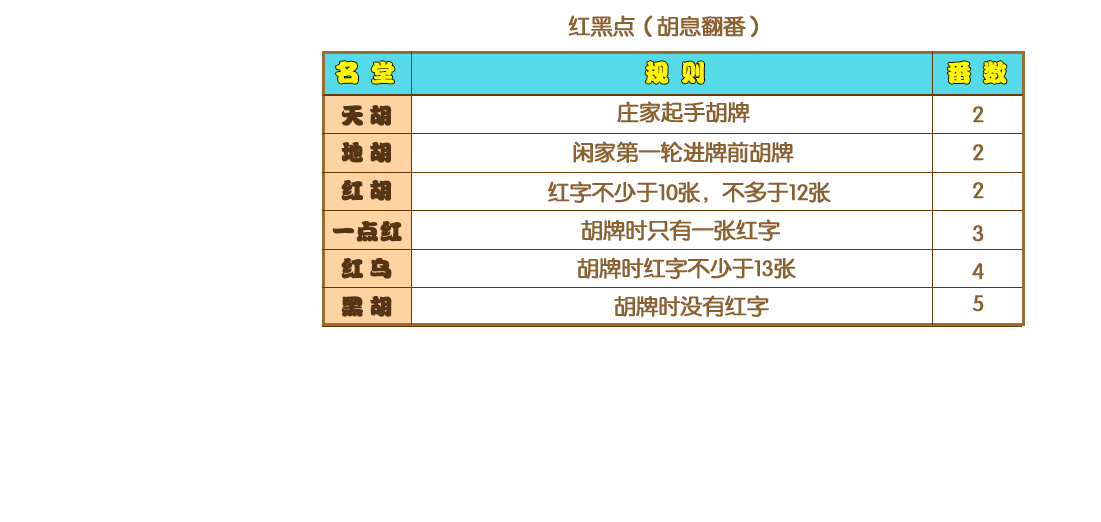 红黑点（胡息翻番）
名堂 规则 番数
天胡 庄家起手胡牌 2
地胡 闲家第一轮进牌前胡牌 2
红胡 红字不少于10张，不多于12张 2
一点红 胡牌时只有一张红字 3
红乌 胡牌时红字不少于13张 4
黑胡 胡牌时没有红字 5